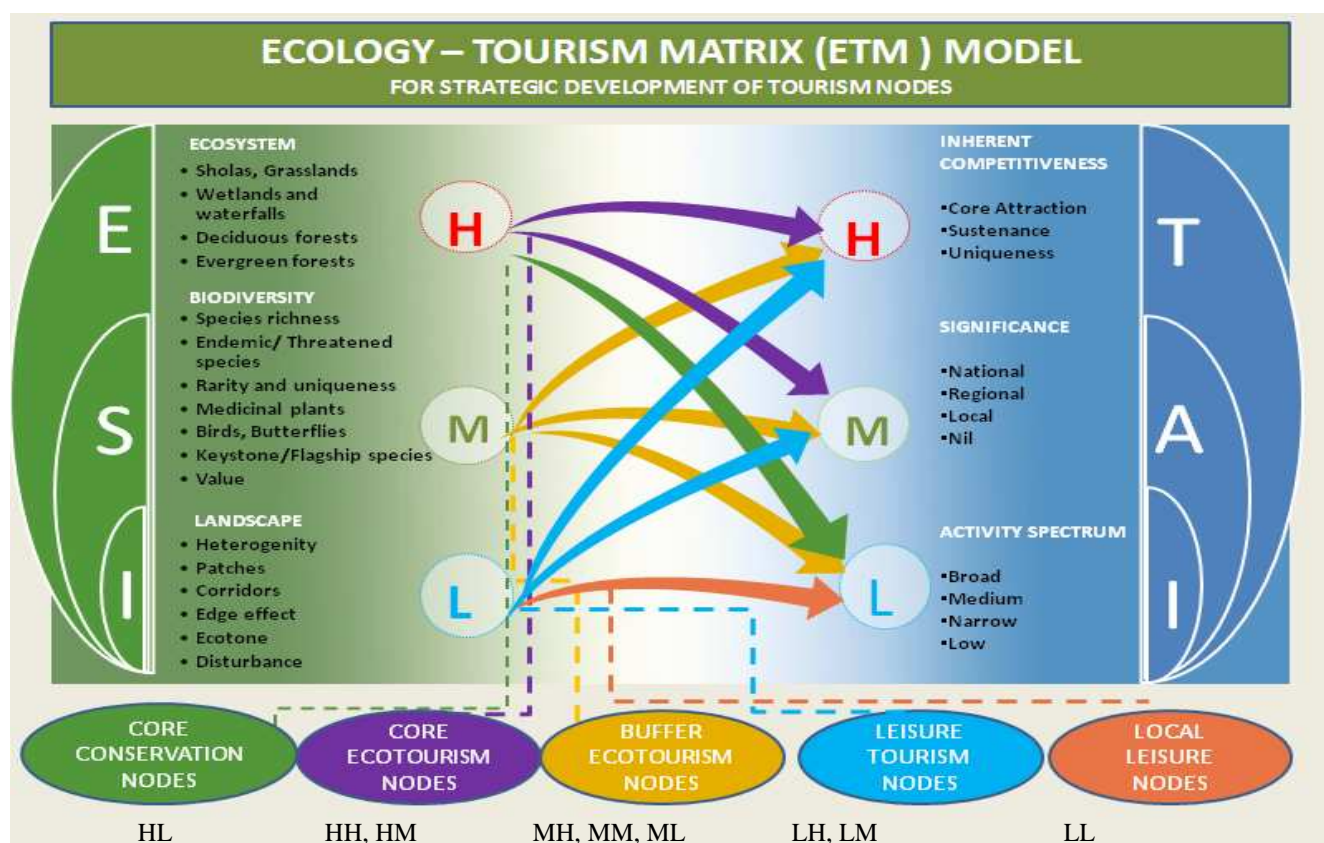 ECOLOGY – TOURISM MATRIX (ETM ) MODEL
FOR STRATEGIC DEVELOPMENT OF TOURISM NODES
E
S
I
ECOSYSTEM
• Sholas, Grasslands
• Wetlands and
waterfalls
• Deciduous forests
• Evergreen forests
BIODIVERSITY
• Species richness
• Endemic/ Threatened
species
• Rarity and uniqueness
• Medicinal plants
• Birds, Butterflies
• Keystone/Flagship species
• Value
LANDSCAPE
• Heterogenity
• Patches
• Corridors
• Edge effect
• Ecotone
• Disturbance
H
M
L
H
M
L
INHERENT
COMPETITIVENESS
▪Core Attraction
▪Sustenance
▪Uniqueness
SIGNIFICANCE
▪National
▪Regional
▪Local
▪Nil
ACTIVITY SPECTRUM
▪Broad
▪Medium
▪Narrow
▪Low
T
A
I
CORE
CONSERVATION
NODES
CORE
ECOTOURISM
NODES
BUFFER
ECOTOURISM
NODES
LEISURE
TOURISM
NODES
LOCAL
LEISURE
NODES
HL
HH, HM
MH, MM, ML
LH, LM
LL